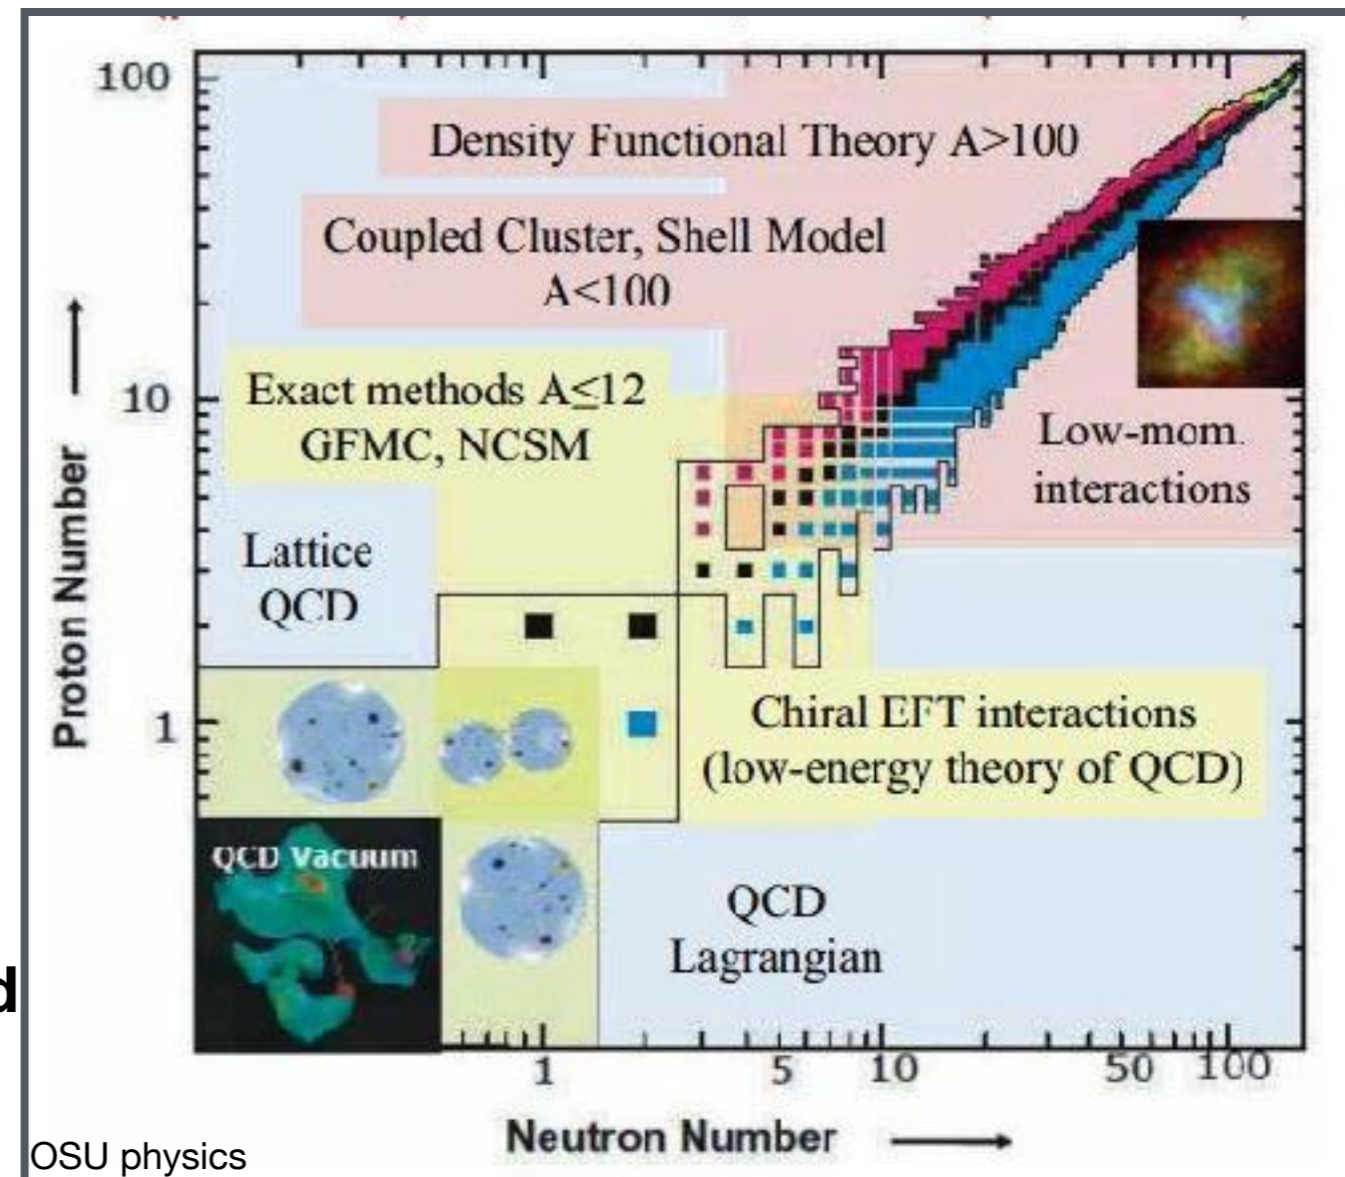 100
Density Functional Theory A>100
Coupled Cluster, Shell Model
A<100
10
Exact methods A≤12
GFMC, NCSM
Low-mom.
interactions
Lattice
QCD
Proton Number
1
Chiral EFT interactions
(low-energy theory of QCD)
QCD Vacuum
QCD
Lagrangian
d
1 5 10 50 100
Neutron Number
OSU physics